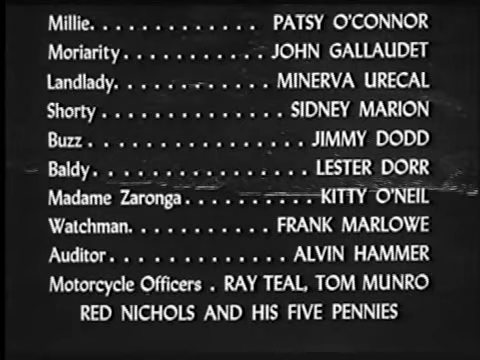 Millie. . . . . . . . . . . . . . PATSY O'CONNOR
Moriarity . . . . . . . . . . . . JOHN GALLAUDET
Landlady. . . . . . . . . . . . . MINERVA URECAL
Shorty . . . . . . . . . . . . . . . SIDNEY MARION
Buzz . . . . . . . . . . . . . . . . . . JIMMY DODD
Baldy . . . . . . . . . . . . . . . . . LESTER DORR
Madame Zaronga . . . . . . . . . . . KITTY O'NEIL
Watchman. . . . . . . . . . . . FRANK MARLOWE
Auditor . . . . . . . . . . . . . . ALVIN HAMMER
Motorcycle Officers . RAY TEAL, TOM MUNRO
RED NICHOLS AND HIS FIVE PENNIES